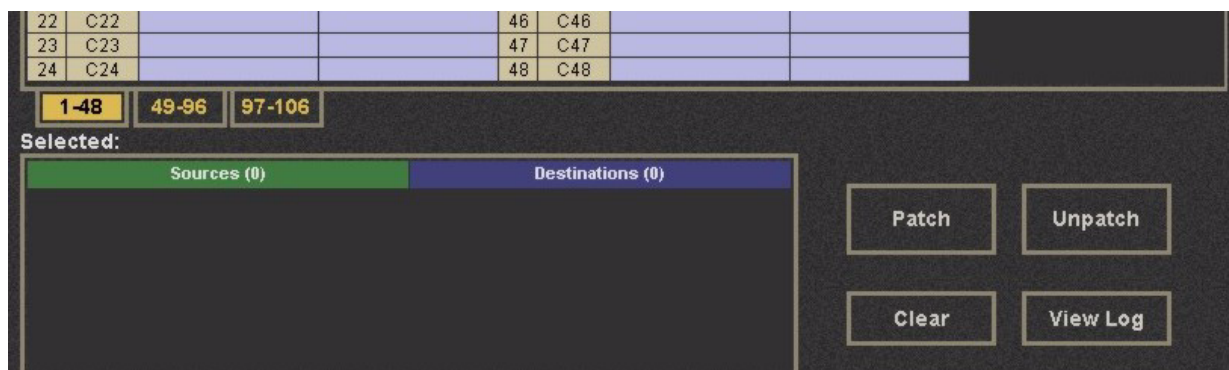 22 C22 46 C46
23 C23 47 C47
24 C24 48 C48
1-48 49-96 97-106
Selected:
Sources (0) Destinations (0)
Patch Unpatch
Clear View Log